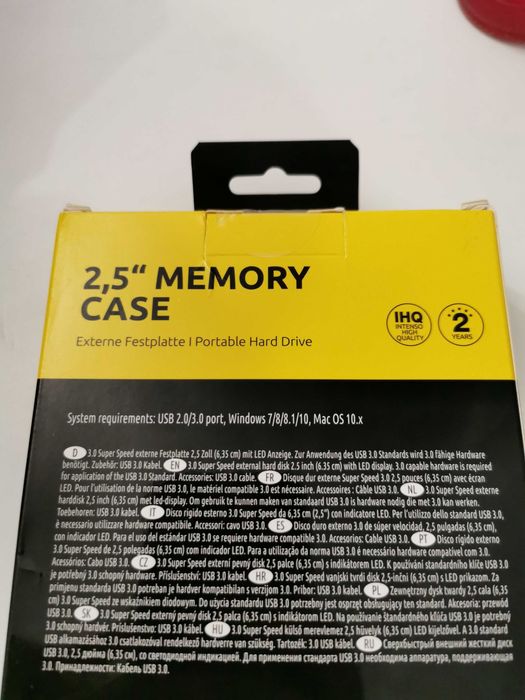 2,5“ MEMORY
CASE
Externe Festplatte I Portable Hard Drive
IHQ
INTENSO
HIGH
QUALITY
2
YEARS
System requirements: USB 2.0/3.0 port, Windows 7/8/8.1/10, Mac OS 10.x
D 3.0 Super Speed externe Festplatte 2,5 Zoll (6,35 cm) mit LED Anzeige. Zur Anwendung des USB 3.0 Standards wird 3.0 fähige Hardware
benötigt. Zubehör: USB 3.0 Kabel. EN 3.0 Super Speed external hard disk 2.5 inch (6,35 cm) with LED display. 3.0 capable hardware is required
for application of the USB 3.0 Standard. Accessories: USB 3.0 cable. FR Disque dur externe Super Speed 3.0 2,5 pouces (6,35 cm) avec écran
LED. Pour l'utilisation de la norme USB 3.0, le matériel compatible 3.0 est nécessaire. Accessoires : Câble USB 3.0. NL 3.0 Super Speed externe
harddisk 2,5 inch (6,35 cm) met led-display. Om gebruik te kunnen maken van standaard USB 3.0 is hardware nodig die met 3.0 kan werken.
Toebehoren: USB 3.0 kabel. IT Disco rigido esterno 3.0 Super Speed da 6,35 cm (2,5") con indicatore LED. Per l'utilizzo dello standard USB 3.0,
è necessario utilizzare hardware compatibile. Accessori: cavo USB 3.0. ES Disco duro externo 3.0 de súper velocidad, 2,5 pulgadas (6,35 cm),
con indicador LED. Para el uso del estándar USB 3.0 se requiere hardware compatible 3.0. Accesorios: Cable USB 3.0. PT Disco rígido externo
3.0 Super Speed de 2,5 polegadas (6,35 cm) com indicador LED. Para a utilização da norma USB 3.0 é necessário hardware compatível com 3.0.
Acessórios: Cabo USB 3.0. CZ 3.0 Super Speed externí pevný disk 2,5 palce (6,35 cm) s indikátorem LED. K používání standardního klíče USB 3.0
je potřebný 3.0 schopný hardware. Příslušenství: USB 3.0 kabel. HR 3.0 Super Speed vanjski tvrdi disk 2,5-inčni (6,35 cm) s LED prikazom. Za
primjenu standarda USB 3.0 potreban je hardver kompatibilan s verzijom 3.0. Pribor: USB 3.0 kabel. PL Zewnętrzny dysk twardy 2,5 cala (6,35
cm) 3.0 Super Speed ze wskaźnikiem diodowym. Do użycia standardu USB 3.0 potrzebny jest osprzęt obsługujący ten standard. Akcesoria: przewód
USB 3.0. SK 3.0 Super Speed externý pevný disk 2,5 palca (6,35 cm) s indikátorom LED. Na používanie štandardného kľúča USB 3.0 je potrebný
3.0 schopný hardvér. Príslušenstvo: USB 3.0 kábel. HU 3.0 Super Speed külső merevlemez 2,5 hüvelyk (6,35 cm) LED kijelzővel. A 3.0 standard
USB alkalmazásához 3.0 csatlakozóval rendelkező hardverre van szükség. Tartozék: 3.0 USB kábel. RU Сверхбыстрый внешний жесткий диск
USB 3.0, 2,5 дюйма (6,35 см), со светодиодной индикацией. Для применения стандарта USB 3.0 необходима аппаратура, поддерживающая
3.0. Принадлежности: Кабель USB 3.0.